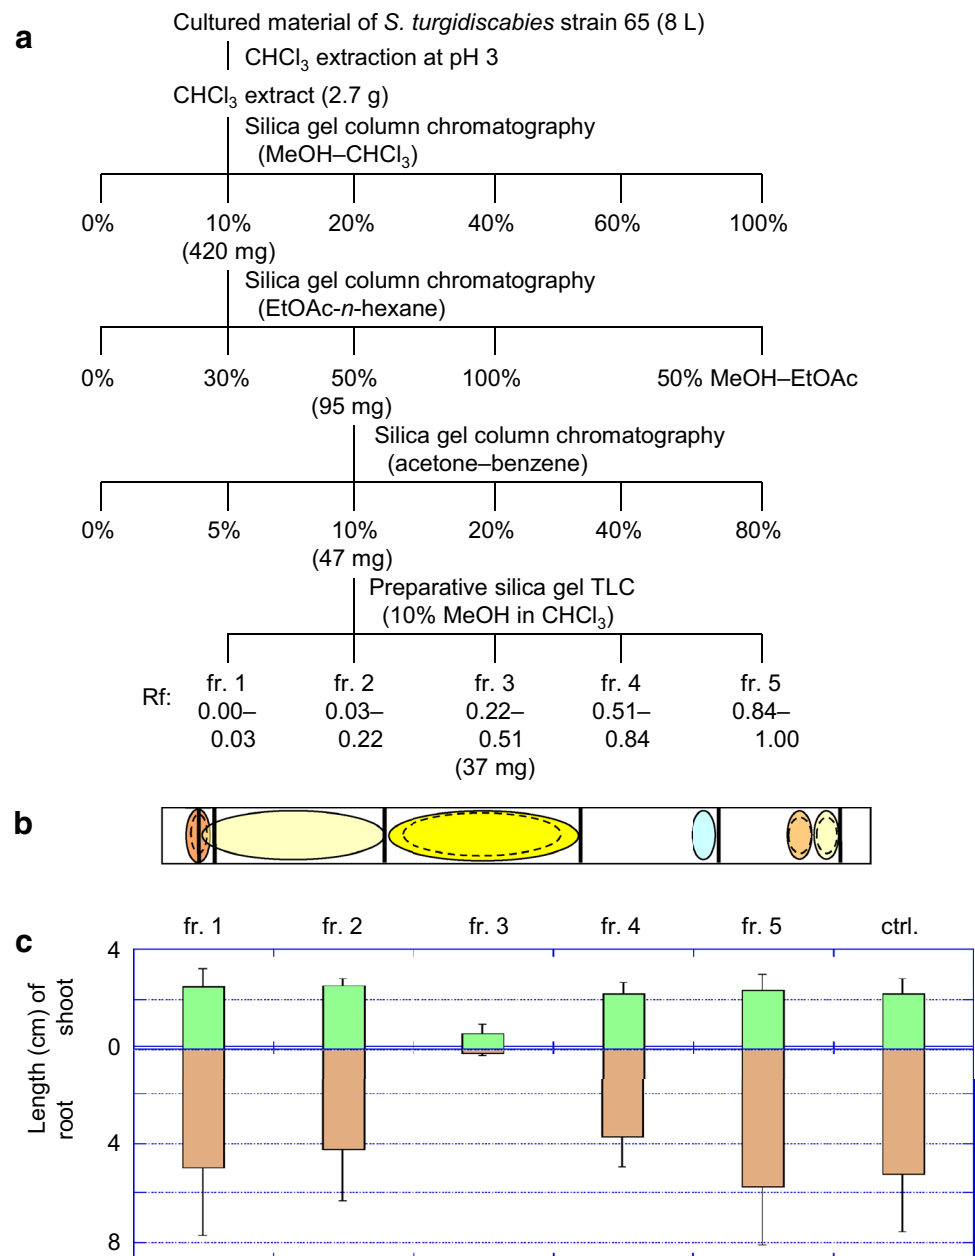 a
Cultured material of S. turgidiscabies strain 65 (8 L)
CHCl₃ extraction at pH 3
CHCl₃ extract (2.7 g)
Silica gel column chromatography
(MeOH–CHCl₃)
0% 10% 20% 40% 60% 100%
(420 mg)
Silica gel column chromatography
(EtOAc-n-hexane)
0% 30% 50% 100% 50% MeOH–EtOAc
(95 mg)
Silica gel column chromatography
(acetone–benzene)
0% 5% 10% 20% 40% 80%
(47 mg)
Preparative silica gel TLC
(10% MeOH in CHCl₃)
fr. 1 fr. 2 fr. 3 fr. 4 fr. 5
Rf: 0.00– 0.03– 0.22– 0.51– 0.84–
0.03 0.22 0.51 0.84 1.00
(37 mg)
b
c
fr. 1 fr. 2 fr. 3 fr. 4 fr. 5 ctrl.
4
0
4
8
Length (cm) of
root shoot